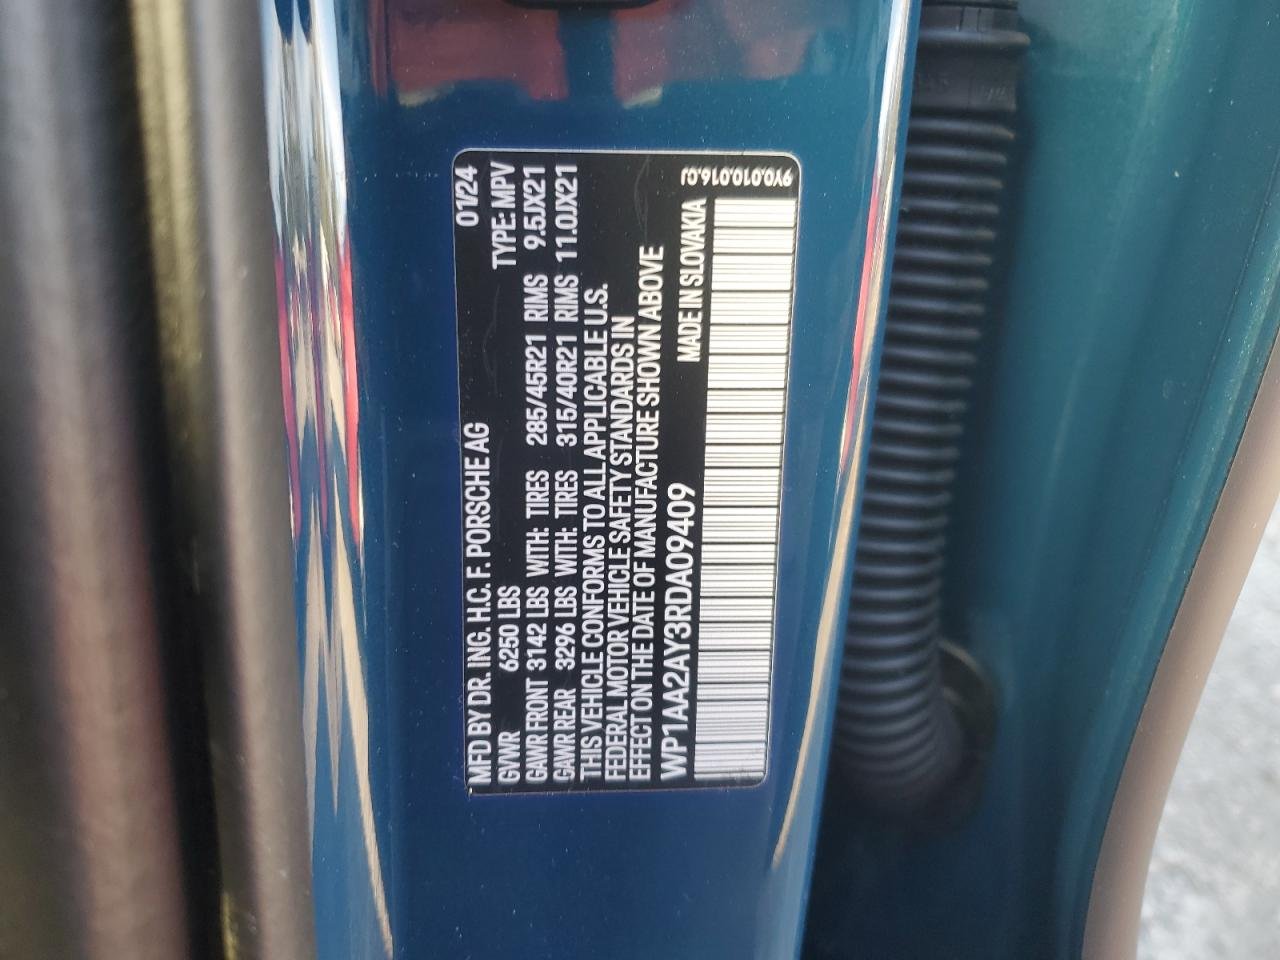 MFD BY DR. ING. H.C. F. PORSCHE AG 01/24
GVWR 6250 LBS TYPE: MPV
GAWR FRONT 3142 LBS WITH: TIRES 285/45R21 RIMS 9.5JX21
GAWR REAR 3296 LBS WITH: TIRES 315/40R21 RIMS 11.0JX21
THIS VEHICLE CONFORMS TO ALL APPLICABLE U.S.
FEDERAL MOTOR VEHICLE SAFETY STANDARDS IN
EFFECT ON THE DATE OF MANUFACTURE SHOWN ABOVE
WP1AA2AY3RDA09409 MADE IN SLOVAKIA
9Y0.010.016.DJ